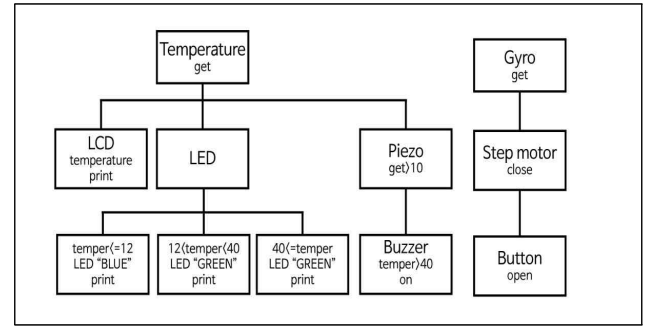 Temperature
get
Gyro
get
LCD
temperature
print
LED
Piezo
get⟩10
Step motor
close
temper⟨=12
LED “BLUE”
print
12⟨temper⟨40
LED “GREEN”
print
40⟨=temper
LED “GREEN”
print
Buzzer
temper⟩40
on
Button
open